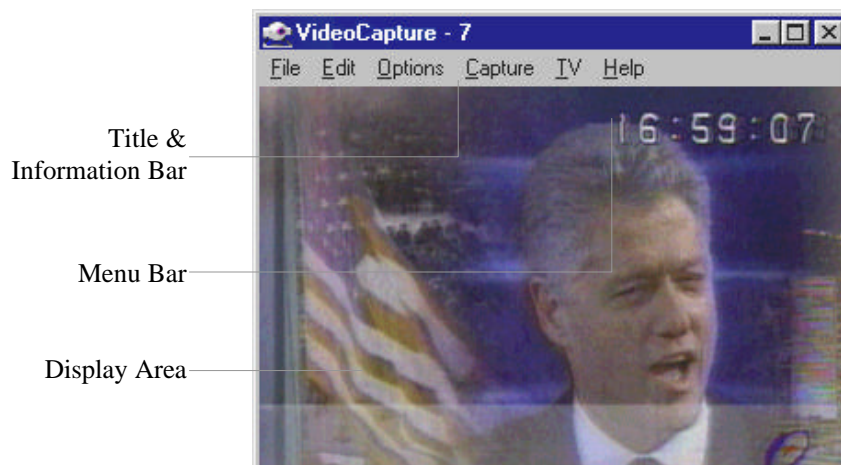 VideoCapture - 7
File Edit Options Capture TV Help
16:59:07
Title &
Information Bar
Menu Bar
Display Area